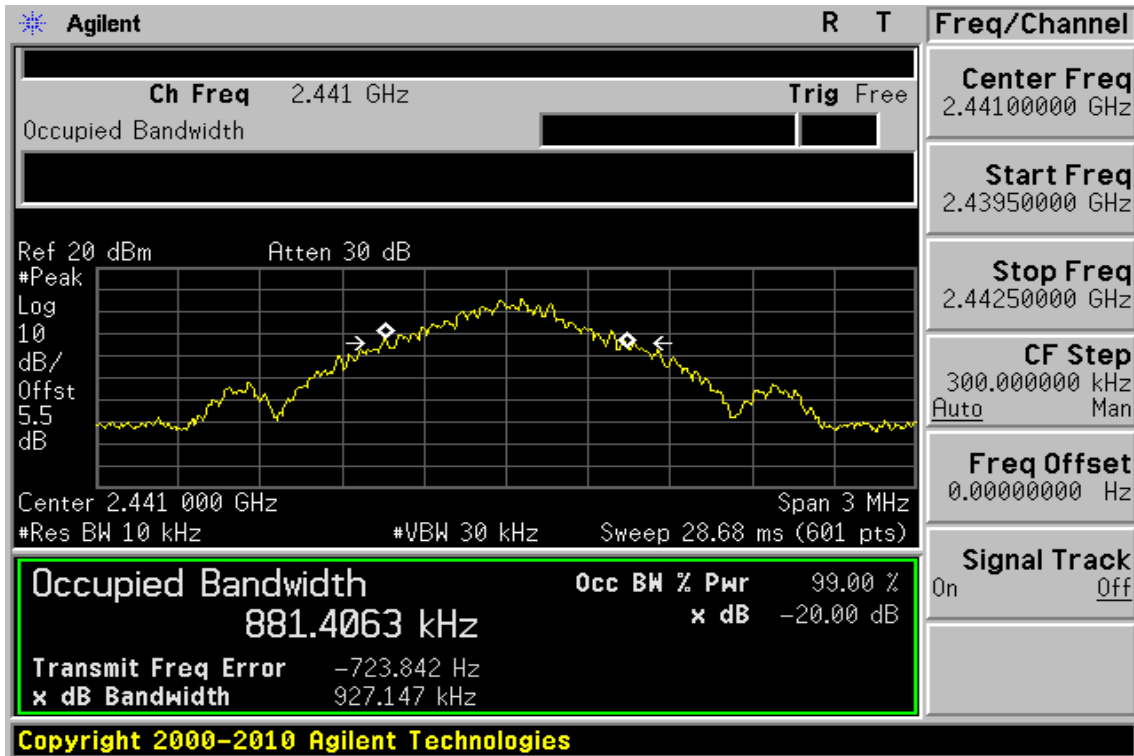 Agilent R T
Ch Freq 2.441 GHz Trig Free
Occupied Bandwidth
Ref 20 dBm Atten 30 dB
#Peak
Log
10
dB/
Offst
5.5
dB
Center 2.441 000 GHz Span 3 MHz
#Res BW 10 kHz #VBW 30 kHz Sweep 28.68 ms (601 pts)
Occupied Bandwidth
881.4063 kHz
Occ BW % Pwr 99.00 %
x dB -20.00 dB
Transmit Freq Error -723.842 Hz
x dB Bandwidth 927.147 kHz
Copyright 2000-2010 Agilent Technologies
Freq/Channel
Center Freq
2.44100000 GHz
Start Freq
2.43950000 GHz
Stop Freq
2.44250000 GHz
CF Step
300.000000 kHz
Auto Man
Freq Offset
0.00000000 Hz
Signal Track
On Off